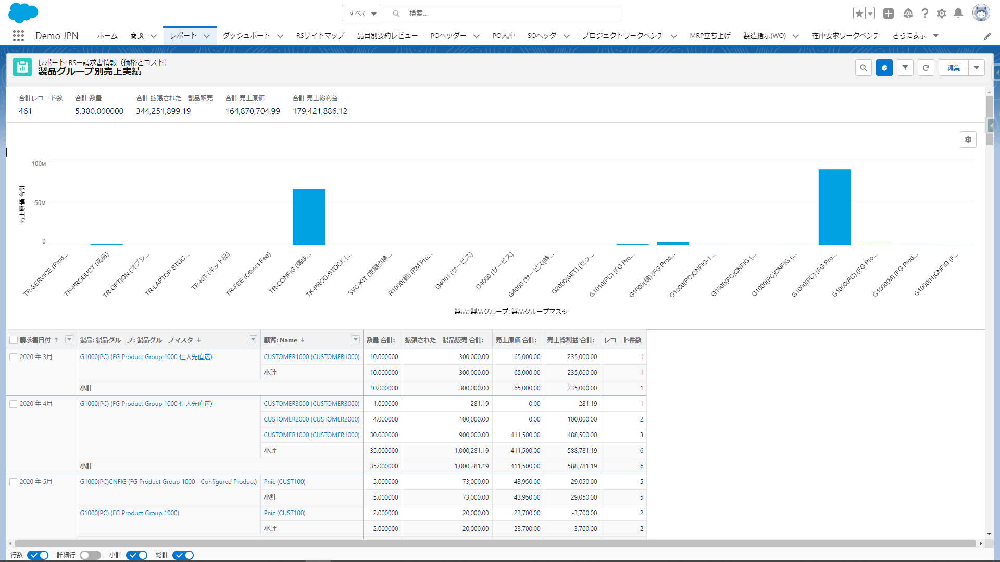 すべて
検索...
Demo JPN
ホーム
商談
レポート
ダッシュボード
RSサイトマップ
品目別要約レビュー
POヘッダー
PO入庫
SOヘッダ
プロジェクトワークベンチ
MRP立ち上げ
製造指示(WO)
在庫要求ワークベンチ
さらに表示
レポート: RSー請求書情報（価格とコスト）
製品グループ別売上実績
編集
合計レコード数 合計 数量 合計 拡張された　製品販売 合計 売上原価 合計 売上総利益
461 5,380.000000 344,251,899.19 164,870,704.99 179,421,886.12
売上原価 合計:
100M
50M
0
TR-SERVICE (Prod...
TR-PRODUCT (商品)
TR-OPTION (オプシ...
TR-LAPTOP STOC...
TR-KIT (キット品)
TR-FEE (Others Fee)
TR-CONFIG (構成...
TK-PROD-STOCK (...
SVC-KIT (定期点検...
R1000(個) (RM Pro...
G4001 (サービス)
G4000 (サービス)
G4000 (サービス(時...
G2000(SET) (セッ...
G1010(PC) (FG Pro...
G1000(個) (FG Prod...
G1000(PC)CNFIG-1...
G1000(PC)CNFIG (...
G1000(PC)CNFIG (...
G1000(PC) (FG Pro...
G1000(PC) (FG Pro...
G1000(M) (FG Prod...
G1000(H)CNFIG (F...
製品: 製品グループ: 製品グループマスタ
請求書日付 ↑ 製品: 製品グループ: 製品グループマスタ ↓ 顧客: Name ↓ 数量 合計: 拡張された　製品販売 合計: 売上原価 合計: 売上総利益 合計: レコード件数
2020 年 3月 G1000(PC) (FG Product Group 1000 仕入先直送) CUSTOMER1000 (CUSTOMER1000) 10.000000 300,000.00 65,000.00 235,000.00 1
小計 10.000000 300,000.00 65,000.00 235,000.00 1
小計 10.000000 300,000.00 65,000.00 235,000.00 1
2020 年 4月 G1000(PC) (FG Product Group 1000 仕入先直送) CUSTOMER3000 (CUSTOMER3000) 1.000000 281.19 0.00 281.19 1
CUSTOMER2000 (CUSTOMER2000) 4.000000 100,000.00 0.00 100,000.00 2
CUSTOMER1000 (CUSTOMER1000) 30.000000 900,000.00 411,500.00 488,500.00 3
小計 35.000000 1,000,281.19 411,500.00 588,781.19 6
小計 35.000000 1,000,281.19 411,500.00 588,781.19 6
2020 年 5月 G1000(PC)CNFIG (FG Product Group 1000 - Configured Product) Pnic (CUST100) 5.000000 73,000.00 43,950.00 29,050.00 5
小計 5.000000 73,000.00 43,950.00 29,050.00 5
G1000(PC) (FG Product Group 1000) Pnic (CUST100) 2.000000 20,000.00 23,700.00 -3,700.00 2
小計 2.000000 20,000.00 23,700.00 -3,700.00 2
行数 詳細行 小計 総計